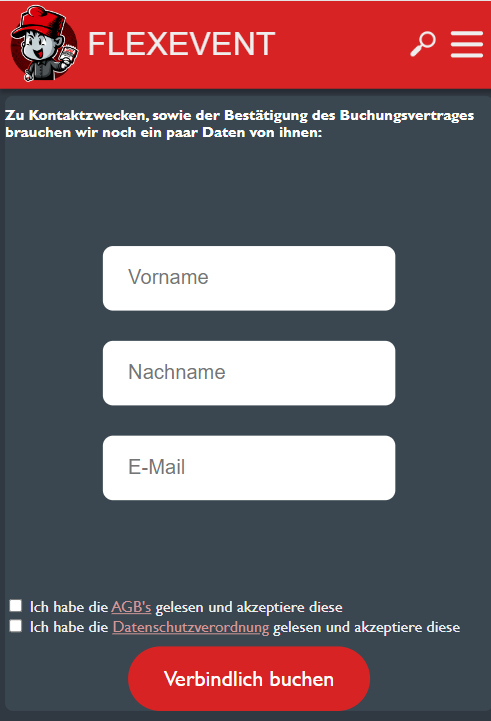 FLEXEVENT
Zu Kontaktzwecken, sowie der Bestätigung des Buchungsvertrages
brauchen wir noch ein paar Daten von ihnen:
Vorname
Nachname
E-Mail
Ich habe die AGB's gelesen und akzeptiere diese
Ich habe die Datenschutzverordnung gelesen und akzeptiere diese
Verbindlich buchen